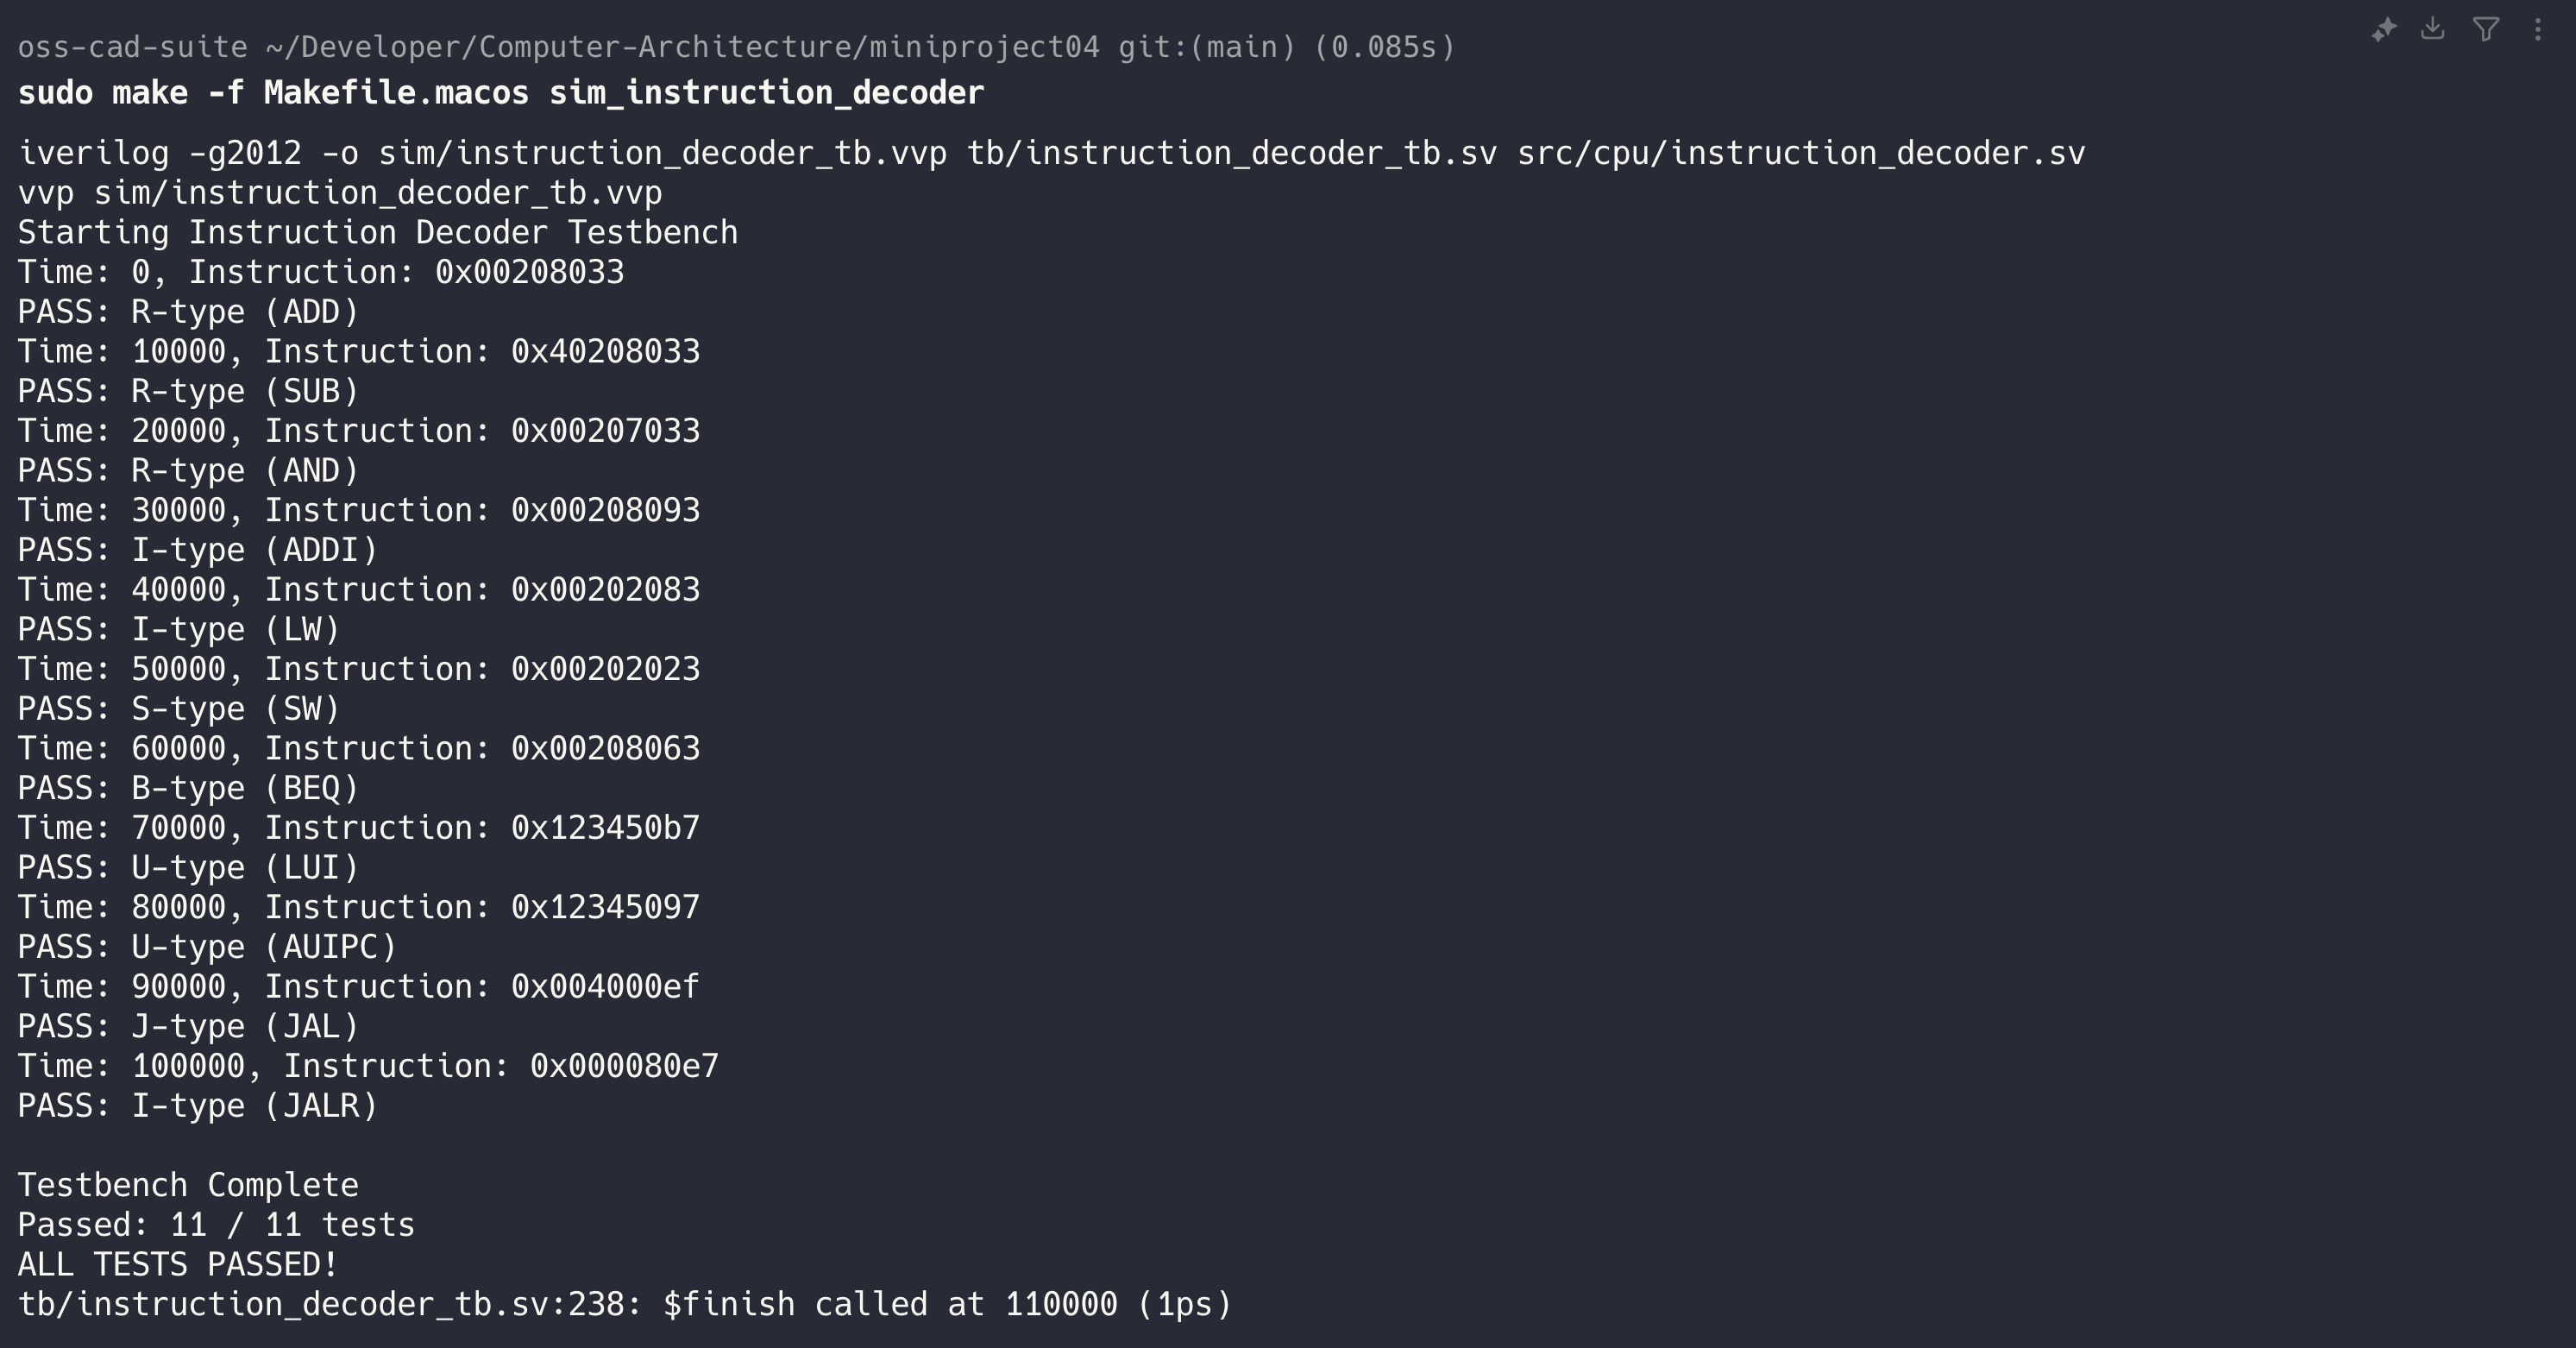 oss-cad-suite ~/Developer/Computer-Architecture/miniproject04 git:(main) (0.085s)
sudo make -f Makefile.macos sim_instruction_decoder
iverilog -g2012 -o sim/instruction_decoder_tb.vvp tb/instruction_decoder_tb.sv src/cpu/instruction_decoder.sv
vvp sim/instruction_decoder_tb.vvp
Starting Instruction Decoder Testbench
Time: 0, Instruction: 0x00208033
PASS: R-type (ADD)
Time: 10000, Instruction: 0x40208033
PASS: R-type (SUB)
Time: 20000, Instruction: 0x00207033
PASS: R-type (AND)
Time: 30000, Instruction: 0x00208093
PASS: I-type (ADDI)
Time: 40000, Instruction: 0x00202083
PASS: I-type (LW)
Time: 50000, Instruction: 0x00202023
PASS: S-type (SW)
Time: 60000, Instruction: 0x00208063
PASS: B-type (BEQ)
Time: 70000, Instruction: 0x123450b7
PASS: U-type (LUI)
Time: 80000, Instruction: 0x12345097
PASS: U-type (AUIPC)
Time: 90000, Instruction: 0x004000ef
PASS: J-type (JAL)
Time: 100000, Instruction: 0x000080e7
PASS: I-type (JALR)
Testbench Complete
Passed: 11 / 11 tests
ALL TESTS PASSED!
tb/instruction_decoder_tb.sv:238: $finish called at 110000 (1ps)